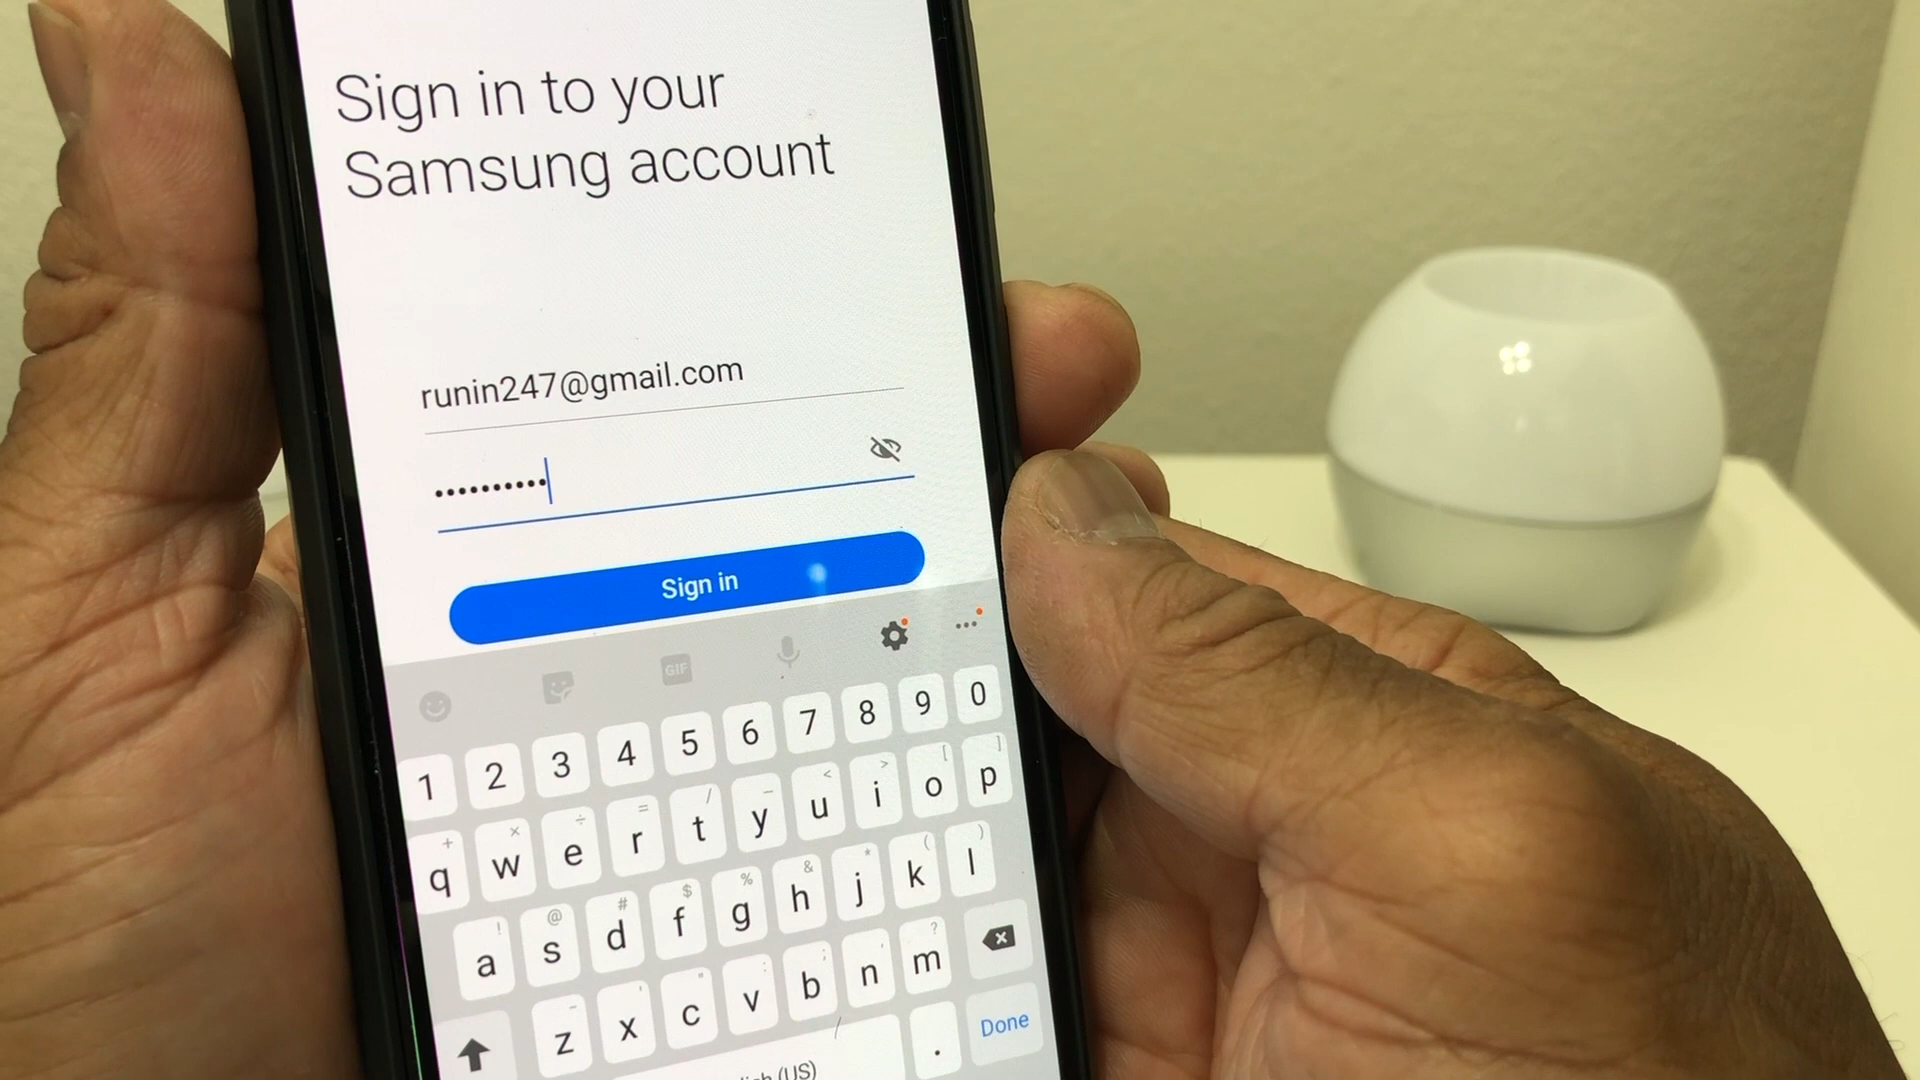 Sign in to your
Samsung account
runin247@gmail.com
••••••••••
Sign in
GIF
1 2 3 4 5 6 7 8 9 0
+ × ÷ = / _ < > [ ]
q w e r t y u i o p
! @ # $ % & * ( )
a s d f g h j k l
- ' " : ; , ?
z x c v b n m
/
(US)
.
Done